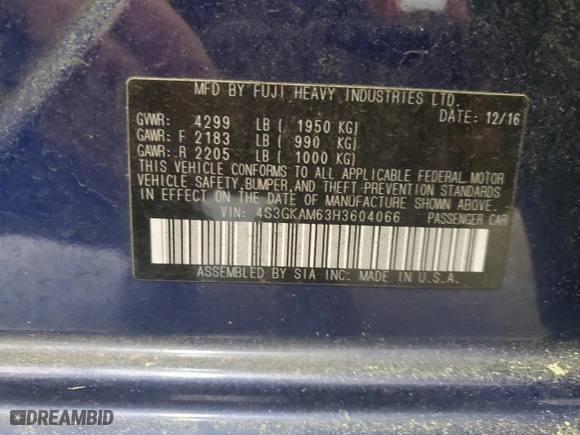 MFD BY FUJI HEAVY INDUSTRIES LTD.
DATE: 12/16
GVWR: 4299 LB ( 1950 KG)
GAWR: F 2183 LB ( 990 KG)
GAWR: R 2205 LB ( 1000 KG)
THIS VEHICLE CONFORMS TO ALL APPLICABLE FEDERAL MOTOR
VEHICLE SAFETY, BUMPER, AND THEFT PREVENTION STANDARDS
IN EFFECT ON THE DATE OF MANUFACTURE SHOWN ABOVE.
VIN: 4S3GKAM63H3604066 PASSENGER CAR
ASSEMBLED BY SIA INC. MADE IN U.S.A.
DREAMBID